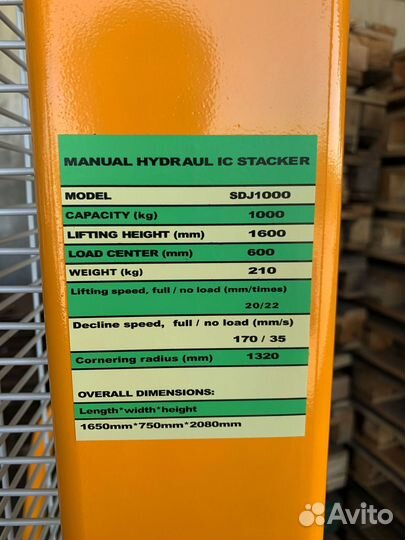 MANUAL HYDRAUL IC STACKER
MODEL SDJ1000
CAPACITY (kg) 1000
LIFTING HEIGHT (mm) 1600
LOAD CENTER (mm) 600
WEIGHT (kg) 210
Lifting speed, full / no load (mm/times)
20/22
Decline speed, full / no load (mm/s)
170 / 35
Cornering radius (mm) 1320
OVERALL DIMENSIONS:
Length*width*height
1650mm*750mm*2080mm
Avito